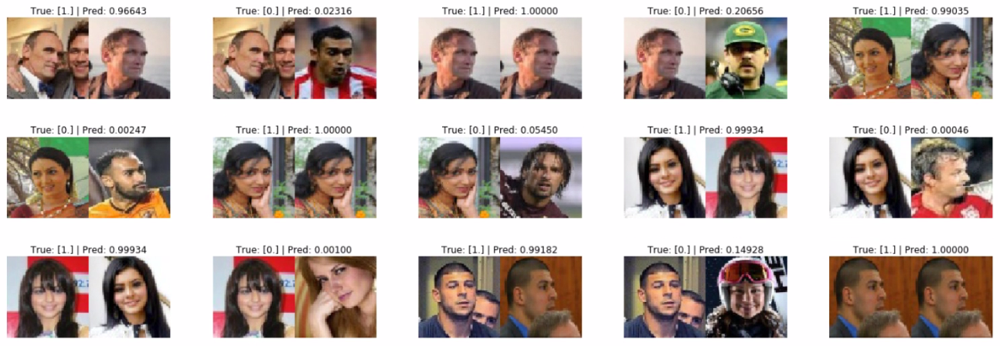 True: [1.] | Pred: 0.96643
True: [0.] | Pred: 0.02316
True: [1.] | Pred: 1.00000
True: [0.] | Pred: 0.20656
True: [1.] | Pred: 0.99035
True: [0.] | Pred: 0.00247
True: [1.] | Pred: 1.00000
True: [0.] | Pred: 0.05450
True: [1.] | Pred: 0.99934
True: [0.] | Pred: 0.00046
True: [1.] | Pred: 0.99934
True: [0.] | Pred: 0.00100
True: [1.] | Pred: 0.99182
True: [0.] | Pred: 0.14928
True: [1.] | Pred: 1.00000